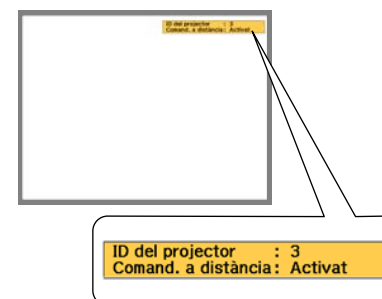 ID del projector : 3
Comand. a distància: Activat
ID del projector : 3
Comand. a distància: Activat